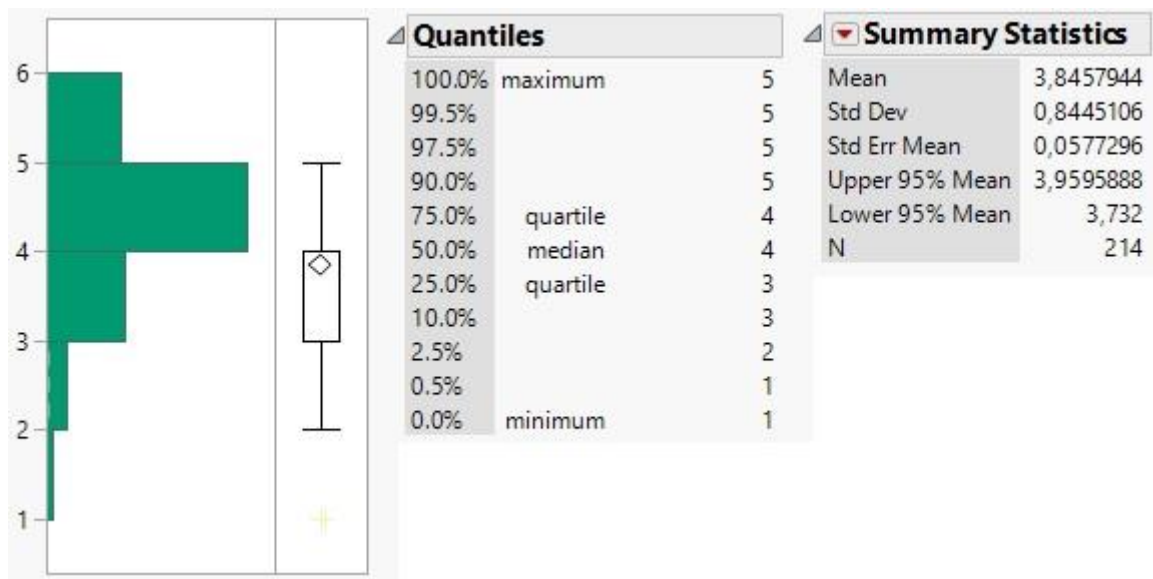 6
5
4
3
2
1
Quantiles
100.0% maximum 5
99.5% 5
97.5% 5
90.0% 5
75.0% quartile 4
50.0% median 4
25.0% quartile 3
10.0% 3
2.5% 2
0.5% 1
0.0% minimum 1
Summary Statistics
Mean 3,8457944
Std Dev 0,8445106
Std Err Mean 0,0577296
Upper 95% Mean 3,9595888
Lower 95% Mean 3,732
N 214